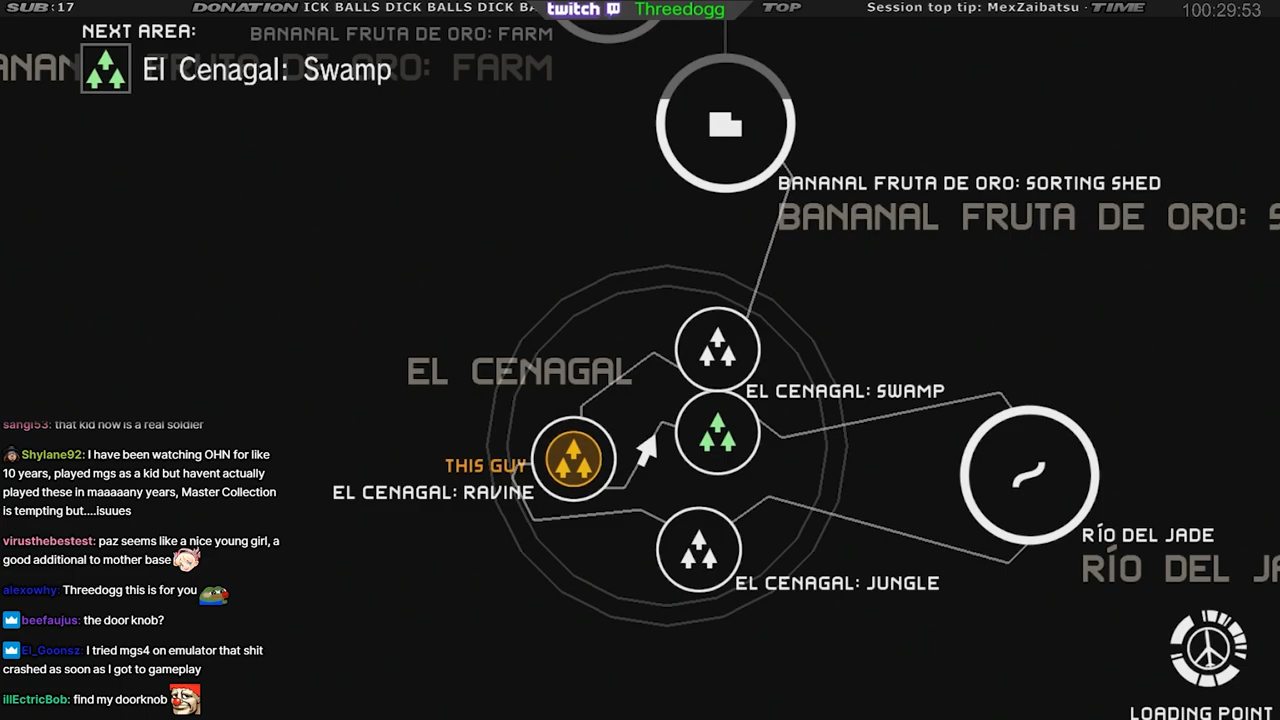 SUB: 17
DONATION
ICK BALLS DICK BALLS DICK BA
twitch Threedogg
TOP
Session top tip: MexZaibatsu -
TIME
100:29:53
NEXT AREA:
El Cenagal: Swamp
BANANAL FRUTA DE ORO: FARM
BANANAL FRUTA DE ORO: SORTING SHED
BANANAL FRUTA DE ORO: S
EL CENAGAL
EL CENAGAL: SWAMP
THIS GUY
EL CENAGAL: RAVINE
EL CENAGAL: JUNGLE
RÍO DEL JADE
RÍO DEL JA
sangi53: that kid now is a real soldier
Shylane92: I have been watching OHN for like
10 years, played mgs as a kid but havent actually
played these in maaaany years, Master Collection
is tempting but....isuues
virusthebestest: paz seems like a nice young girl, a
good additional to mother base
alexowhy: Threedogg this is for you
beefaujus: the door knob?
El_Goonsz: I tried mgs4 on emulator that shit
crashed as soon as I got to gameplay
illEctricBob: find my doorknob
LOADING POINT